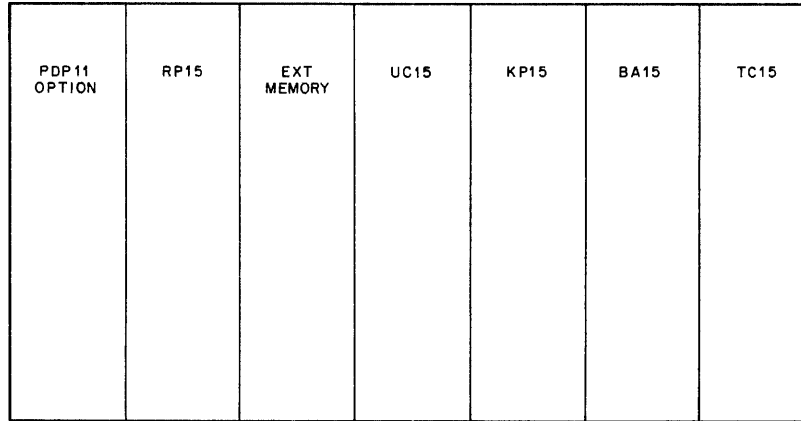 PDP11
OPTION
RP15
EXT
MEMORY
UC15
KP15
BA15
TC15